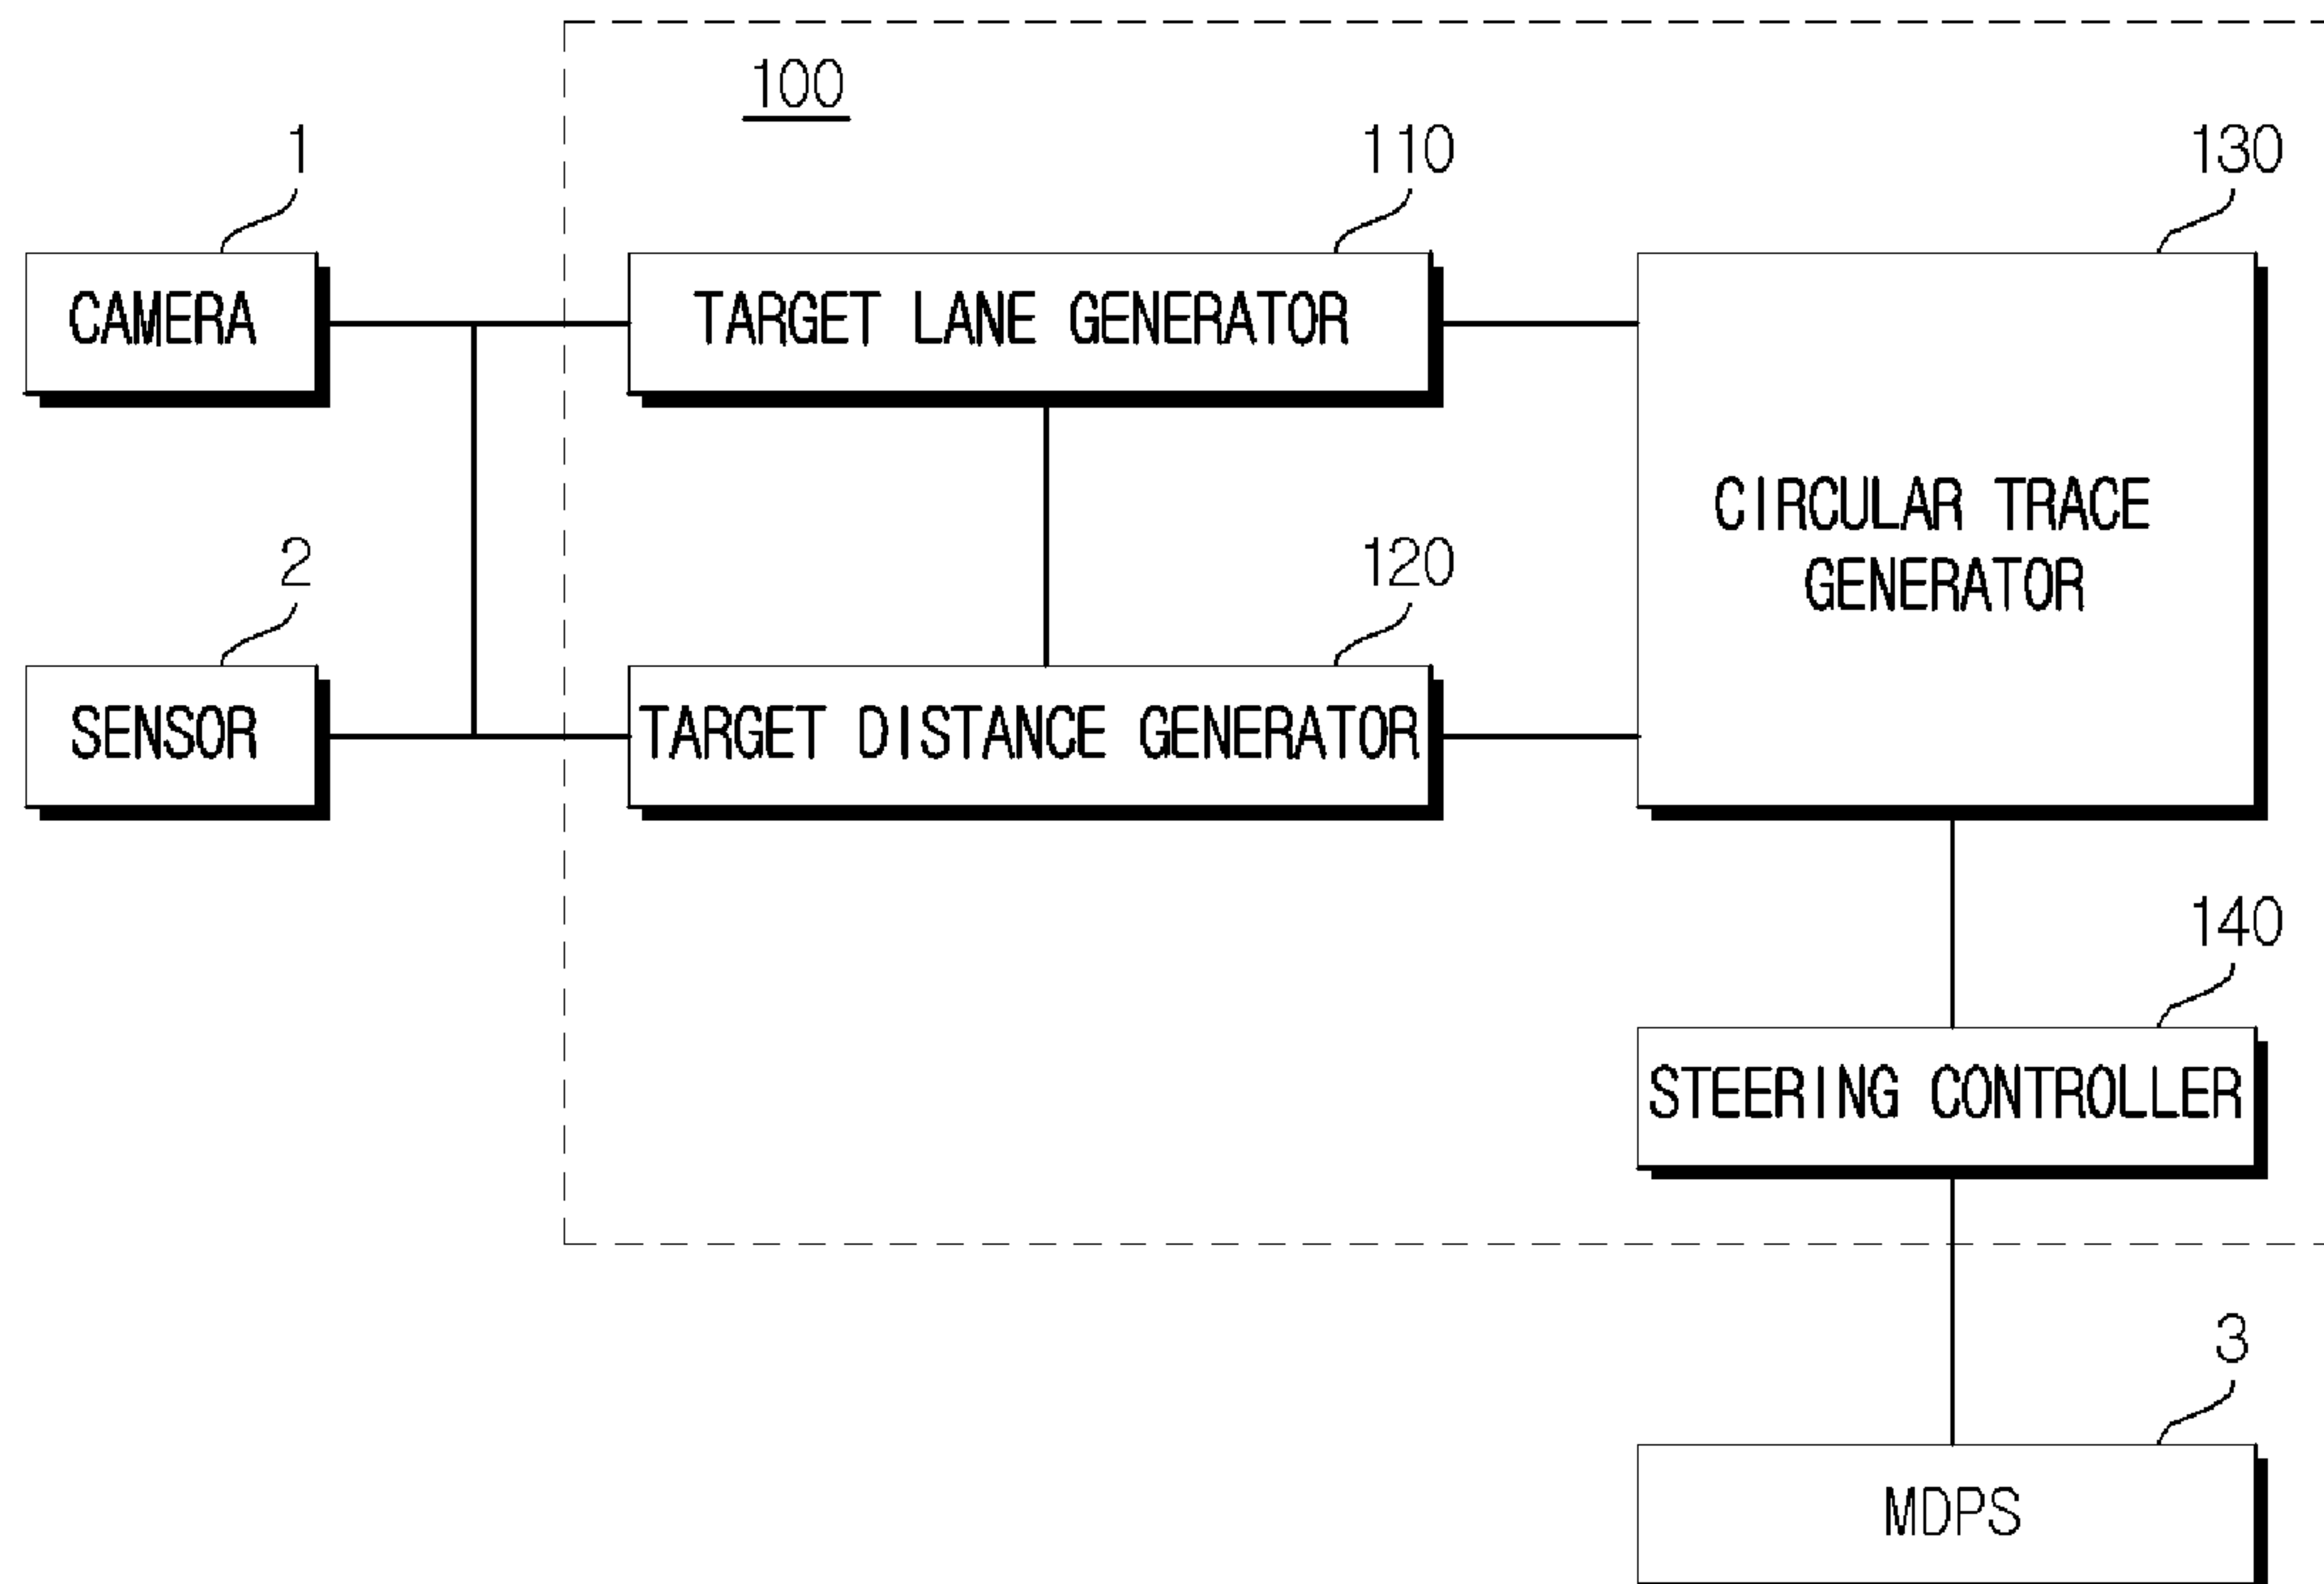 100
1
110
130
CAMERA
TARGET LANE GENERATOR
CIRCULAR TRACE
GENERATOR
2
120
SENSOR
TARGET DISTANCE GENERATOR
140
STEERING CONTROLLER
3
MDPS